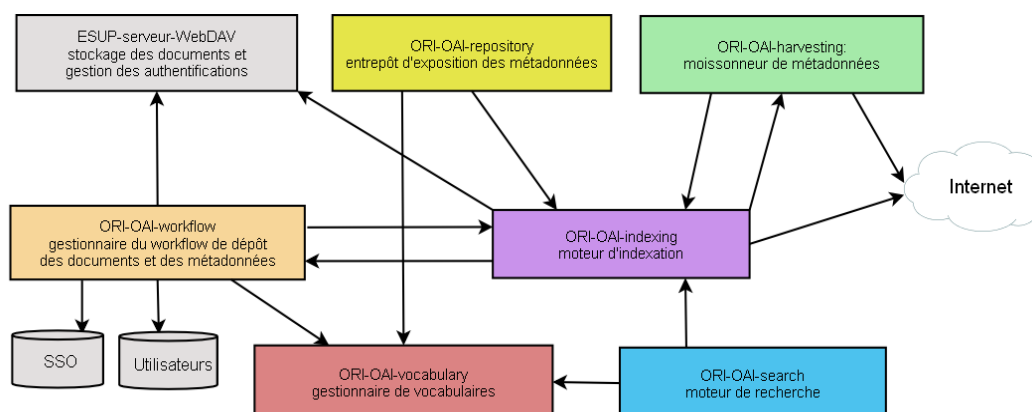 ESUP-serveur-WebDAV
stockage des documents et
gestion des authentifications
ORI-OAI-repository
entrepôt d'exposition des métadonnées
ORI-OAI-harvesting:
moissonneur de métadonnées
Internet
ORI-OAI-workflow
gestionnaire du workflow de dépôt
des documents et des métadonnées
ORI-OAI-indexing
moteur d'indexation
SSO
Utilisateurs
ORI-OAI-vocabulary
gestionnaire de vocabulaires
ORI-OAI-search
moteur de recherche